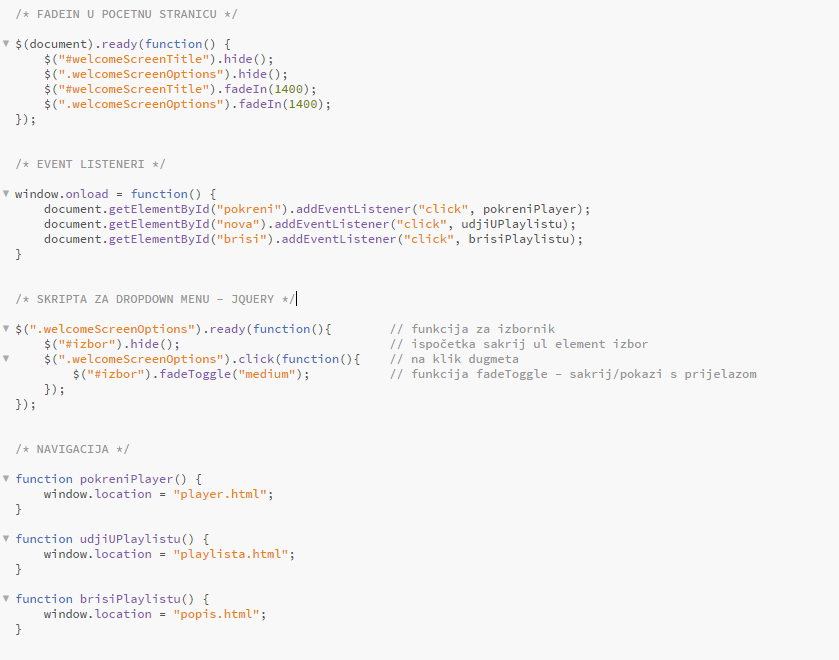 /* FADEIN U POCETNU STRANICU */
$(document).ready(function() {
    $("#welcomeScreenTitle").hide();
    $(".welcomeScreenOptions").hide();
    $("#welcomeScreenTitle").fadeIn(1400);
    $(".welcomeScreenOptions").fadeIn(1400);
});
/* EVENT LISTENERI */
window.onload = function() {
    document.getElementById("pokreni").addEventListener("click", pokreniPlayer);
    document.getElementById("nova").addEventListener("click", udjiUPlaylistu);
    document.getElementById("brisi").addEventListener("click", brisiPlaylistu);
}
/* SKRIPTA ZA DROPDOWN MENU – JQUERY */
$(".welcomeScreenOptions").ready(function(){        // funkcija za izbornik
    $("#izbor").hide();                             // ispočetka sakrij ul element izbor
    $(".welcomeScreenOptions").click(function(){    // na klik dugmeta
        $("#izbor").fadeToggle("medium");           // funkcija fadeToggle – sakrij/pokazi s prijelazom
    });
});
/* NAVIGACIJA */
function pokreniPlayer() {
    window.location = "player.html";
}
function udjiUPlaylistu() {
    window.location = "playlista.html";
}
function brisiPlaylistu() {
    window.location = "popis.html";
}